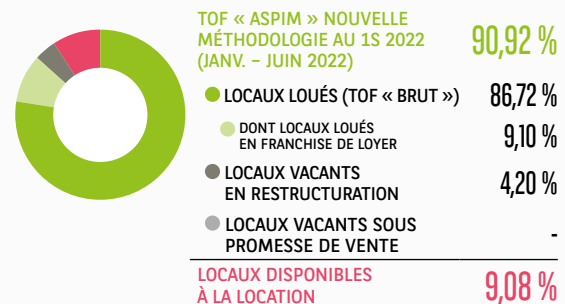 TOF « ASPIM » NOUVELLE
MÉTHODOLOGIE AU 1S 2022
(JANV. – JUIN 2022)
90,92 %
LOCAUX LOUÉS (TOF « BRUT »)
86,72 %
DONT LOCAUX LOUÉS
EN FRANCHISE DE LOYER
9,10 %
LOCAUX VACANTS
EN RESTRUCTURATION
4,20 %
LOCAUX VACANTS SOUS
PROMESSE DE VENTE
-
LOCAUX DISPONIBLES
À LA LOCATION
9,08 %